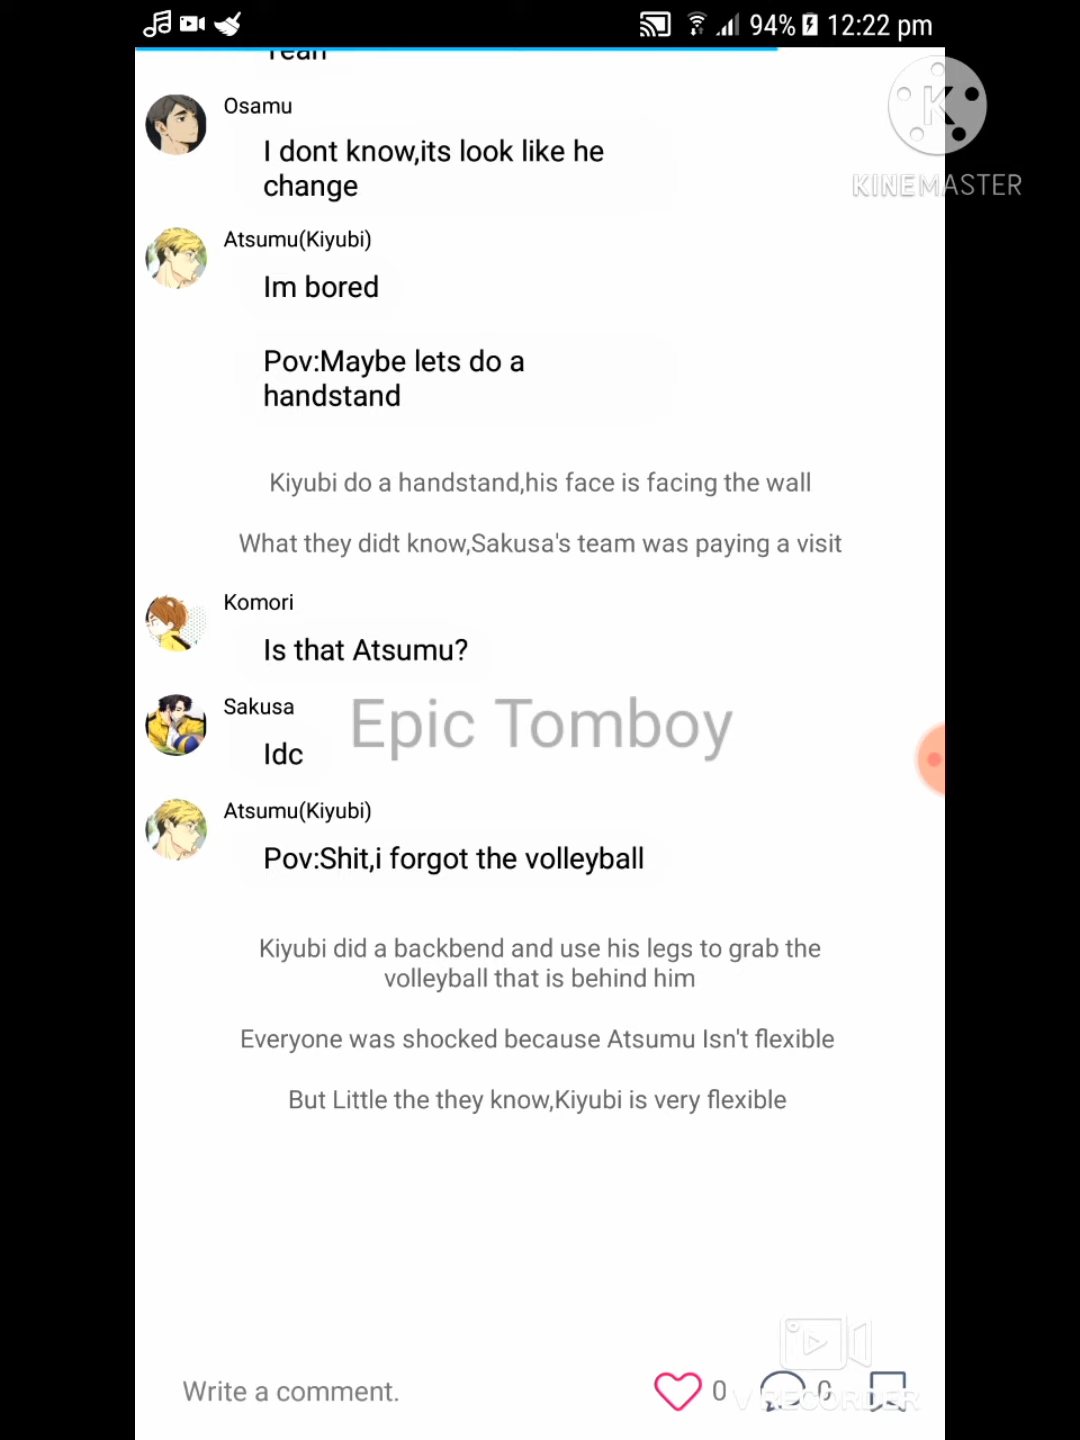 94% 12:22 pm
Yeah
K
KINEMASTER
Osamu
I dont know,its look like he
change
Atsumu(Kiyubi)
Im bored
Pov:Maybe lets do a
handstand
Kiyubi do a handstand,his face is facing the wall
What they didt know,Sakusa's team was paying a visit
Komori
Is that Atsumu?
Sakusa
Idc
Epic Tomboy
Atsumu(Kiyubi)
Pov:Shit,i forgot the volleyball
Kiyubi did a backbend and use his legs to grab the
volleyball that is behind him
Everyone was shocked because Atsumu Isn't flexible
But Little the they know,Kiyubi is very flexible
Write a comment.
0
0
V RECORDER